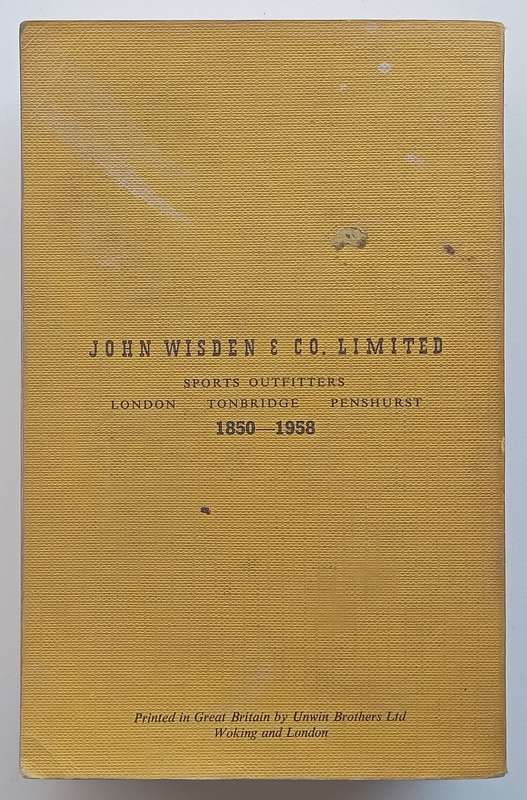 JOHN WISDEN & CO. LIMITED
SPORTS OUTFITTERS
LONDON TONBRIDGE PENSHURST
1850—1958
Printed in Great Britain by Unwin Brothers Ltd
Woking and London